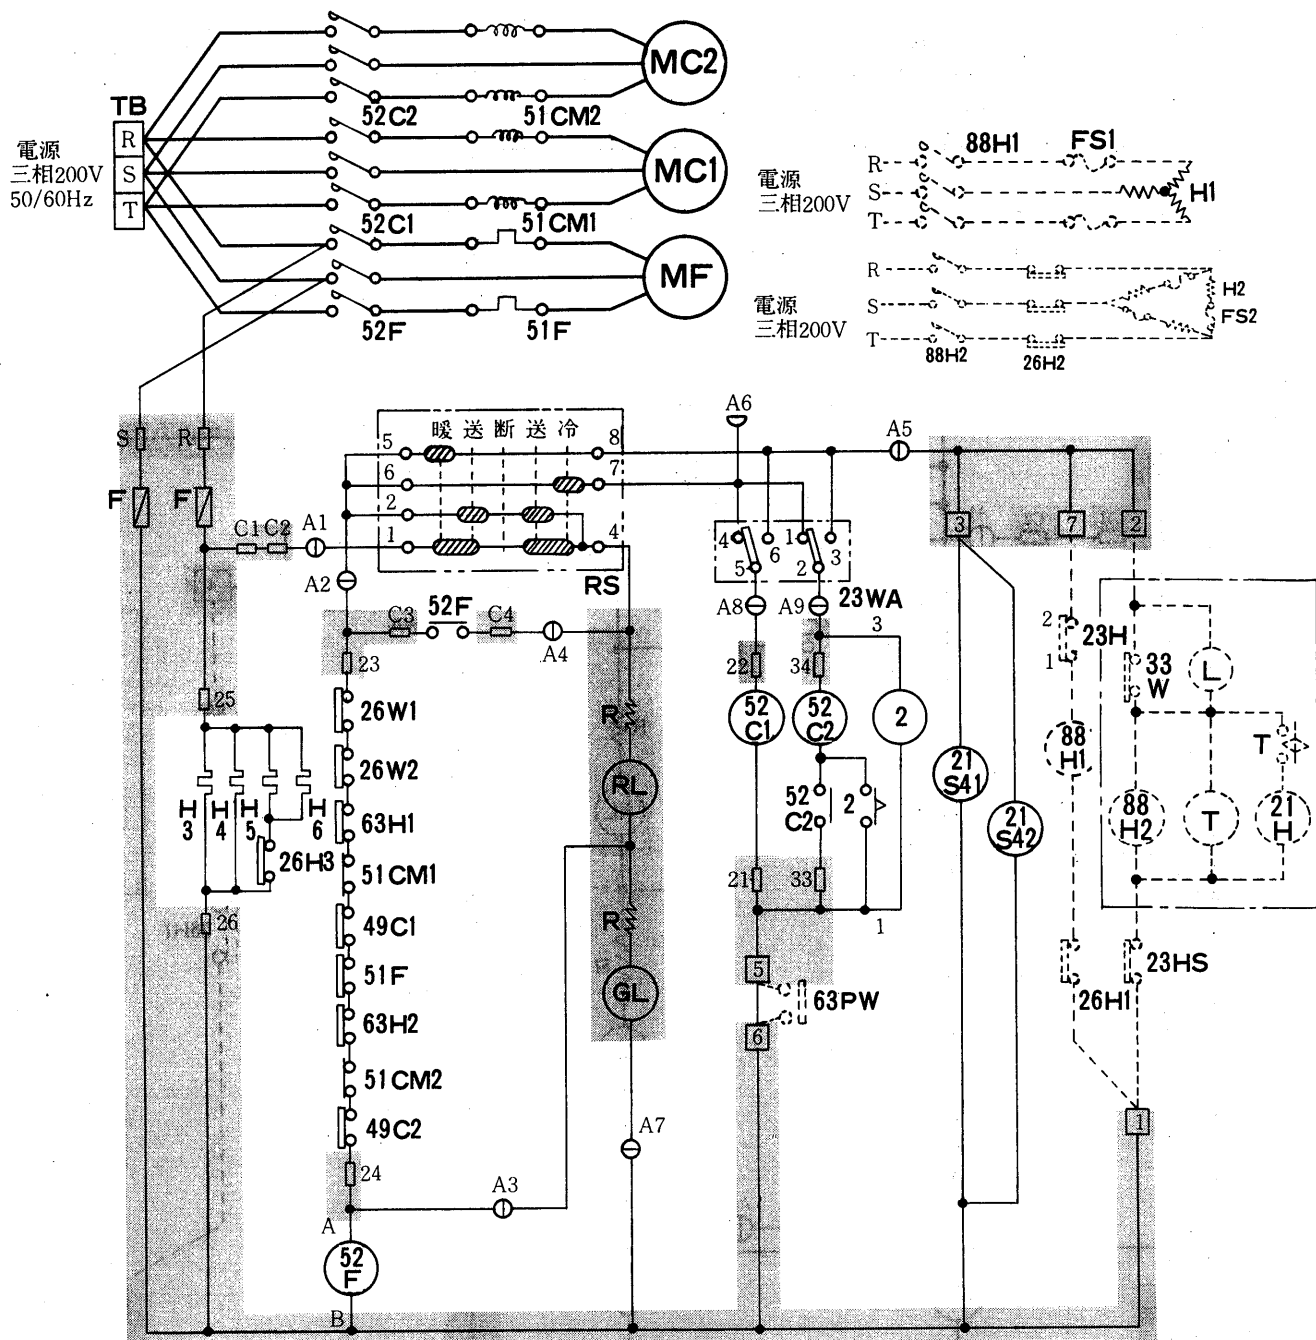 MC2
TB
52C2
51CM2
R
電源
三相200V
50/60Hz
S
T
MC1
52C1
51CM1
MF
52F
51F
電源
三相200V
R
S
T
88H1
FS1
H1
電源
三相200V
R
S
T
H2
FS2
88H2
26H2
S
R
F
F
C1
C2
A1
A2
5
6
2
1
暖 送 断 送 冷
8
7
4
RS
A6
A5
3
7
2
4
6
1
3
5
2
A8
A9
23WA
C3
52F
C4
A4
23
26W1
26W2
63H1
51CM1
49C1
51F
63H2
51CM2
49C2
24
A
52
F
B
A3
25
H
3
H
4
H
5
H
6
26H3
26
R
RL
R
GL
A7
22
34
3
52
C1
52
C2
2
52
C2
2
21
33
1
5
63PW
6
21
S41
21
S42
2
23H
1
88
H1
26H1
33
W
L
T
88
H2
T
21
H
23HS
1